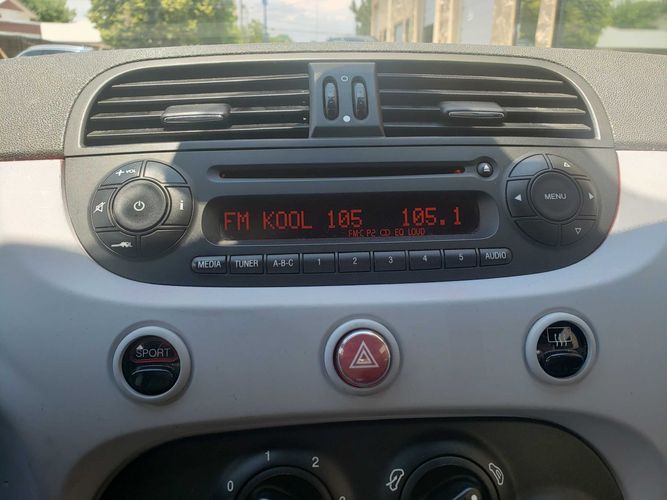 + VOL
i
MENU
FM KOOL 105 105.1
FM-C P2 CD EQ LOUD
MEDIA TUNER A-B-C 1 2 3 4 5 AUDIO
SPORT
0 1 2